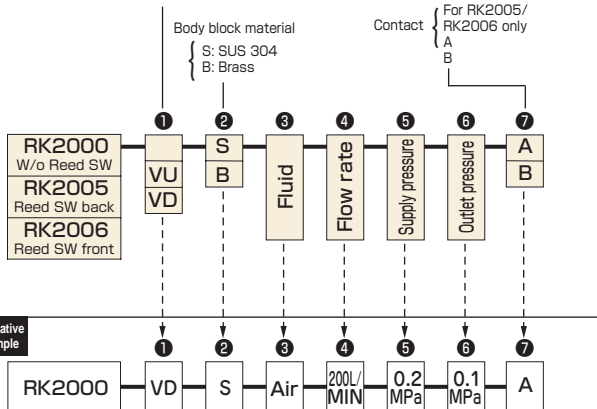 Body block material
S: SUS 304
B: Brass
Contact
For RK2005/
RK2006 only
A
B
❶ ❷ ❸ ❹ ❺ ❻ ❼
RK2000
W/o Reed SW
RK2005
Reed SW back
RK2006
Reed SW front
VU
VD
S
B
Fluid
Flow rate
Supply pressure
Outlet pressure
A
B
❶ ❷ ❸ ❹ ❺ ❻ ❼
RK2000 VD S Air 200L/MIN 0.2 MPa 0.1 MPa A